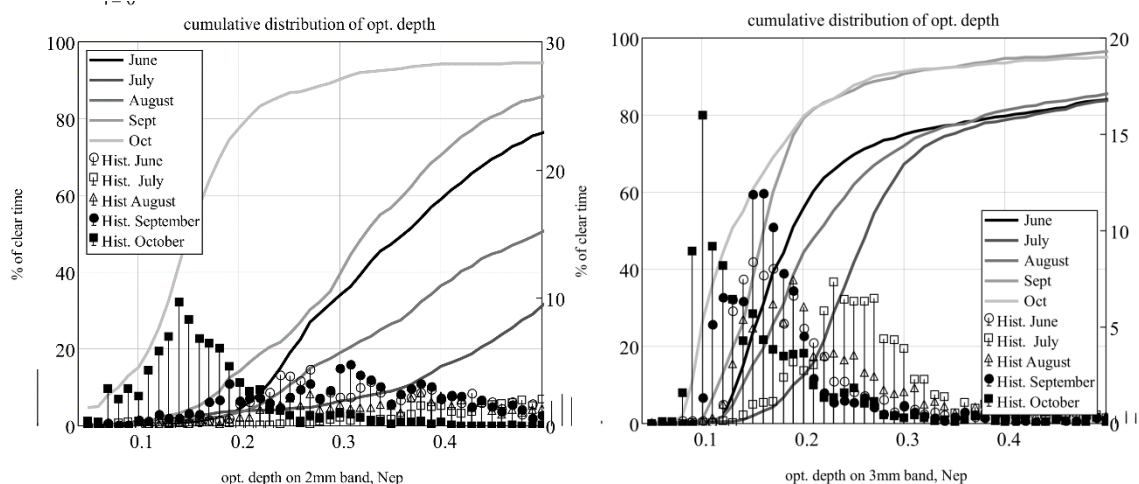 cumulative distribution of opt. depth
100
80
60
40
20
0
30
20
10
0
0.1
0.2
0.3
0.4
% of clear time
% of clear time
June
July
August
Sept
Oct
Hist. June
Hist. July
Hist August
Hist. September
Hist. October
opt. depth on 2mm band, Nep
cumulative distribution of opt. depth
100
80
60
40
20
0
20
15
10
5
0
0.1
0.2
0.3
0.4
% of clear time
June
July
August
Sept
Oct
Hist. June
Hist. July
Hist August
Hist. September
Hist. October
opt. depth on 3mm band, Nep